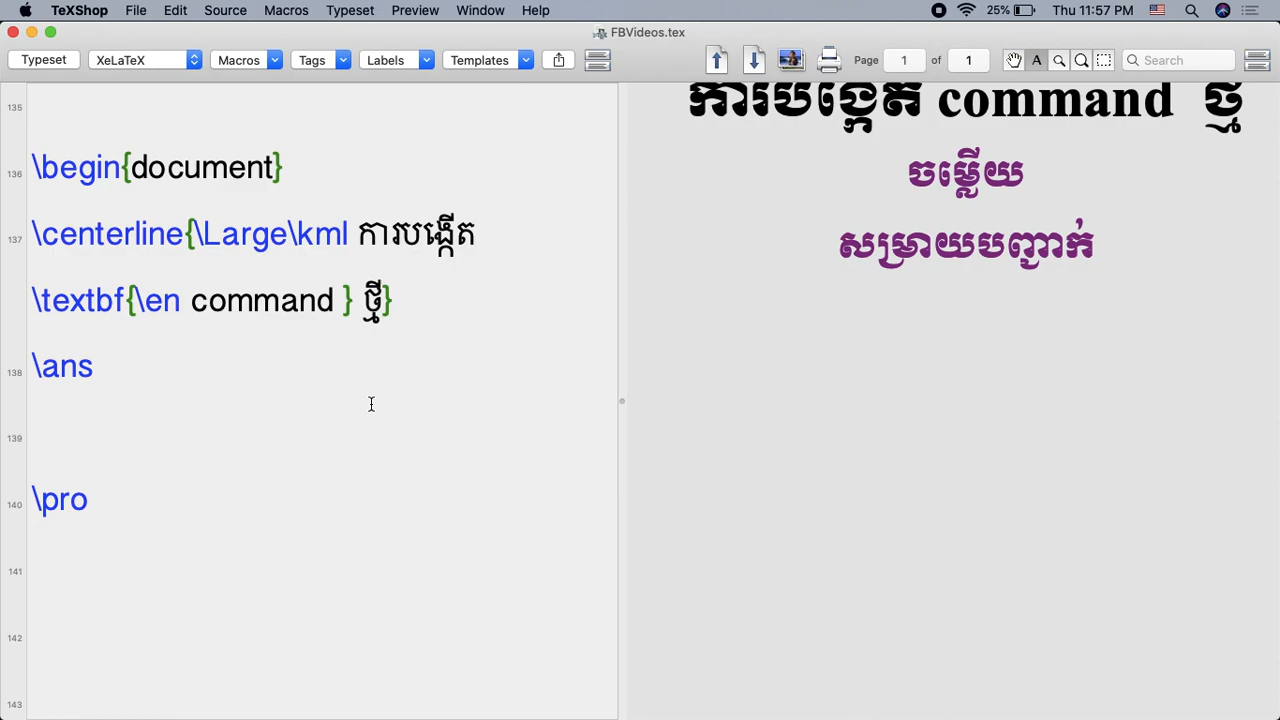 TeXShop File Edit Source Macros Typeset Preview Window Help 25% Thu 11:57 PM
FBVideos.tex
Typeset XeLaTeX Macros Tags Labels Templates Page 1 of 1 Search
135
136 \begin{document}
137 \centerline{\Large\kml ការបង្កើត
\textbf{\en command } ថ្មី}
138 \ans
139
140 \pro
141
142
143
ការបង្កើត command ថ្មី
ចម្លើយ
សម្រាយបញ្ជាក់